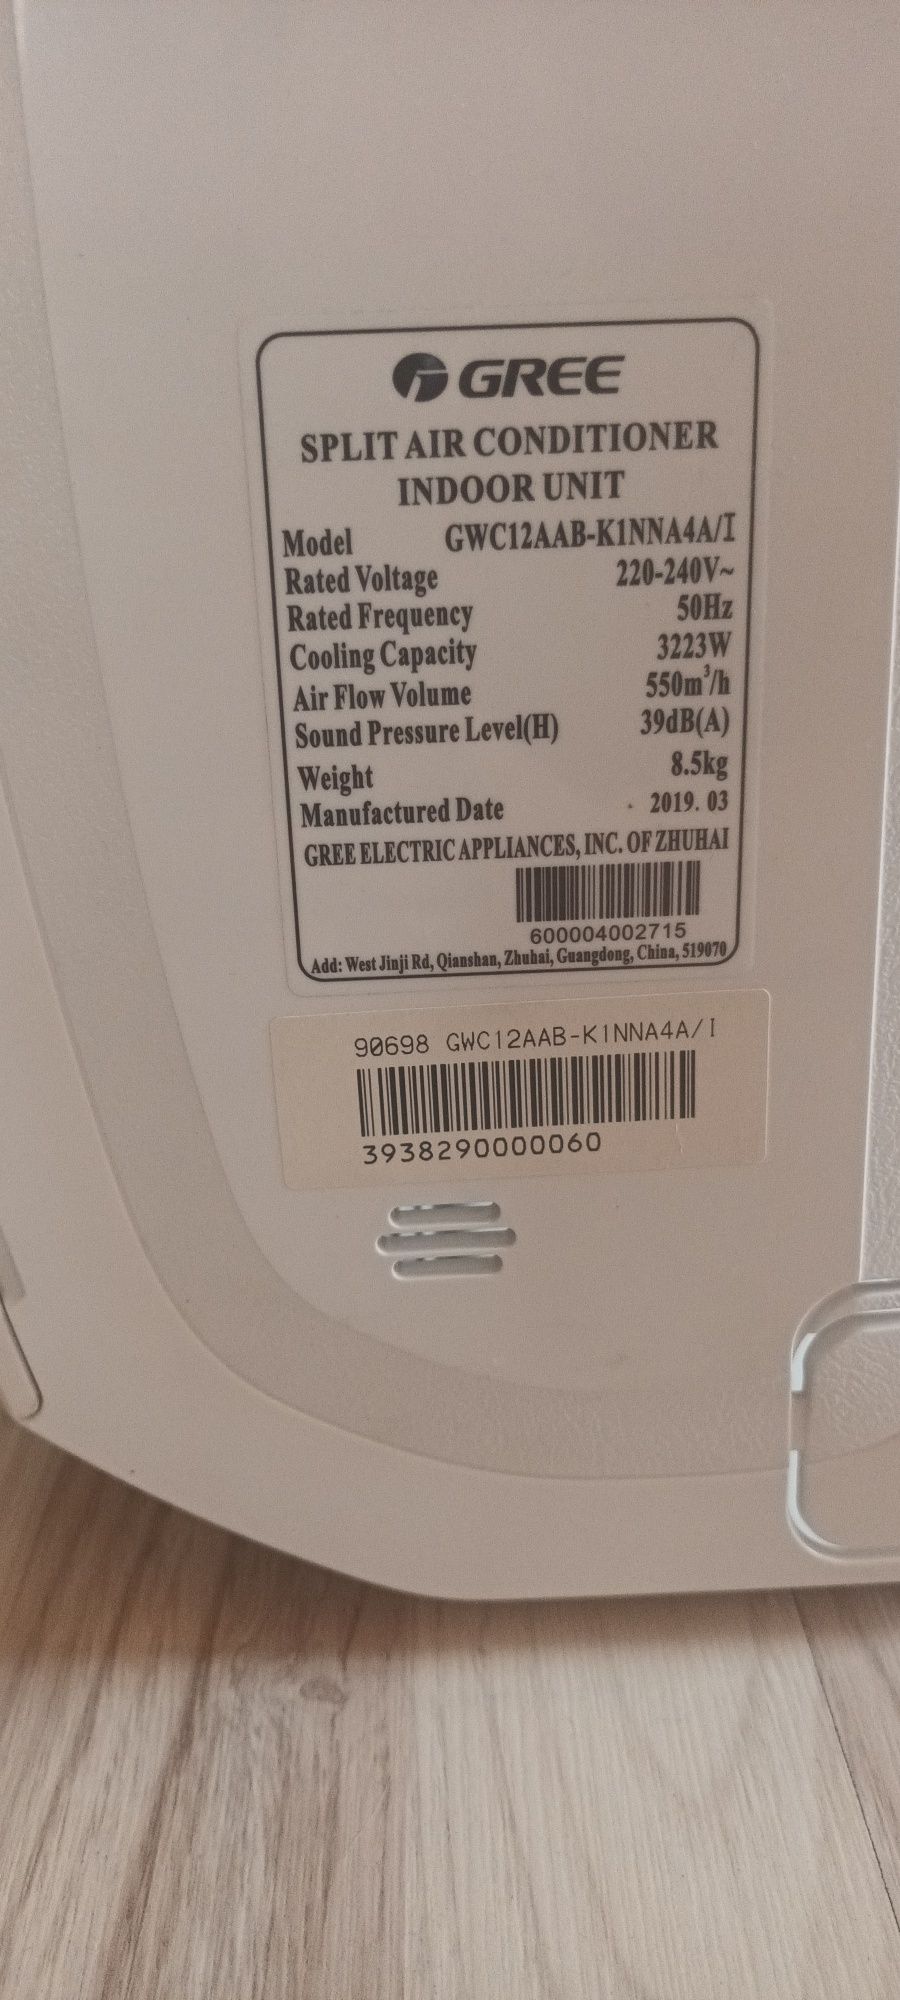 GREE
SPLIT AIR CONDITIONER
INDOOR UNIT
Model GWC12AAB-K1NNA4A/I
Rated Voltage 220-240V~
Rated Frequency 50Hz
Cooling Capacity 3223W
Air Flow Volume 550m³/h
Sound Pressure Level(H) 39dB(A)
Weight 8.5kg
Manufactured Date 2019. 03
GREE ELECTRIC APPLIANCES, INC. OF ZHUHAI
600004002715
Add: West Jinji Rd, Qianshan, Zhuhai, Guangdong, China, 519070
90698 GWC12AAB-K1NNA4A/I
3938290000060